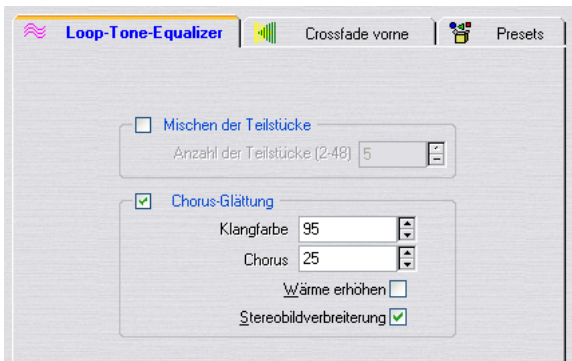 Loop-Tone-Equalizer Crossfade vorne Presets
Mischen der Teilstücke
Anzahl der Teilstücke (2-48) 5
Chorus-Glättung
Klangfarbe 95
Chorus 25
Wärme erhöhen
Stereobildverbreiterung